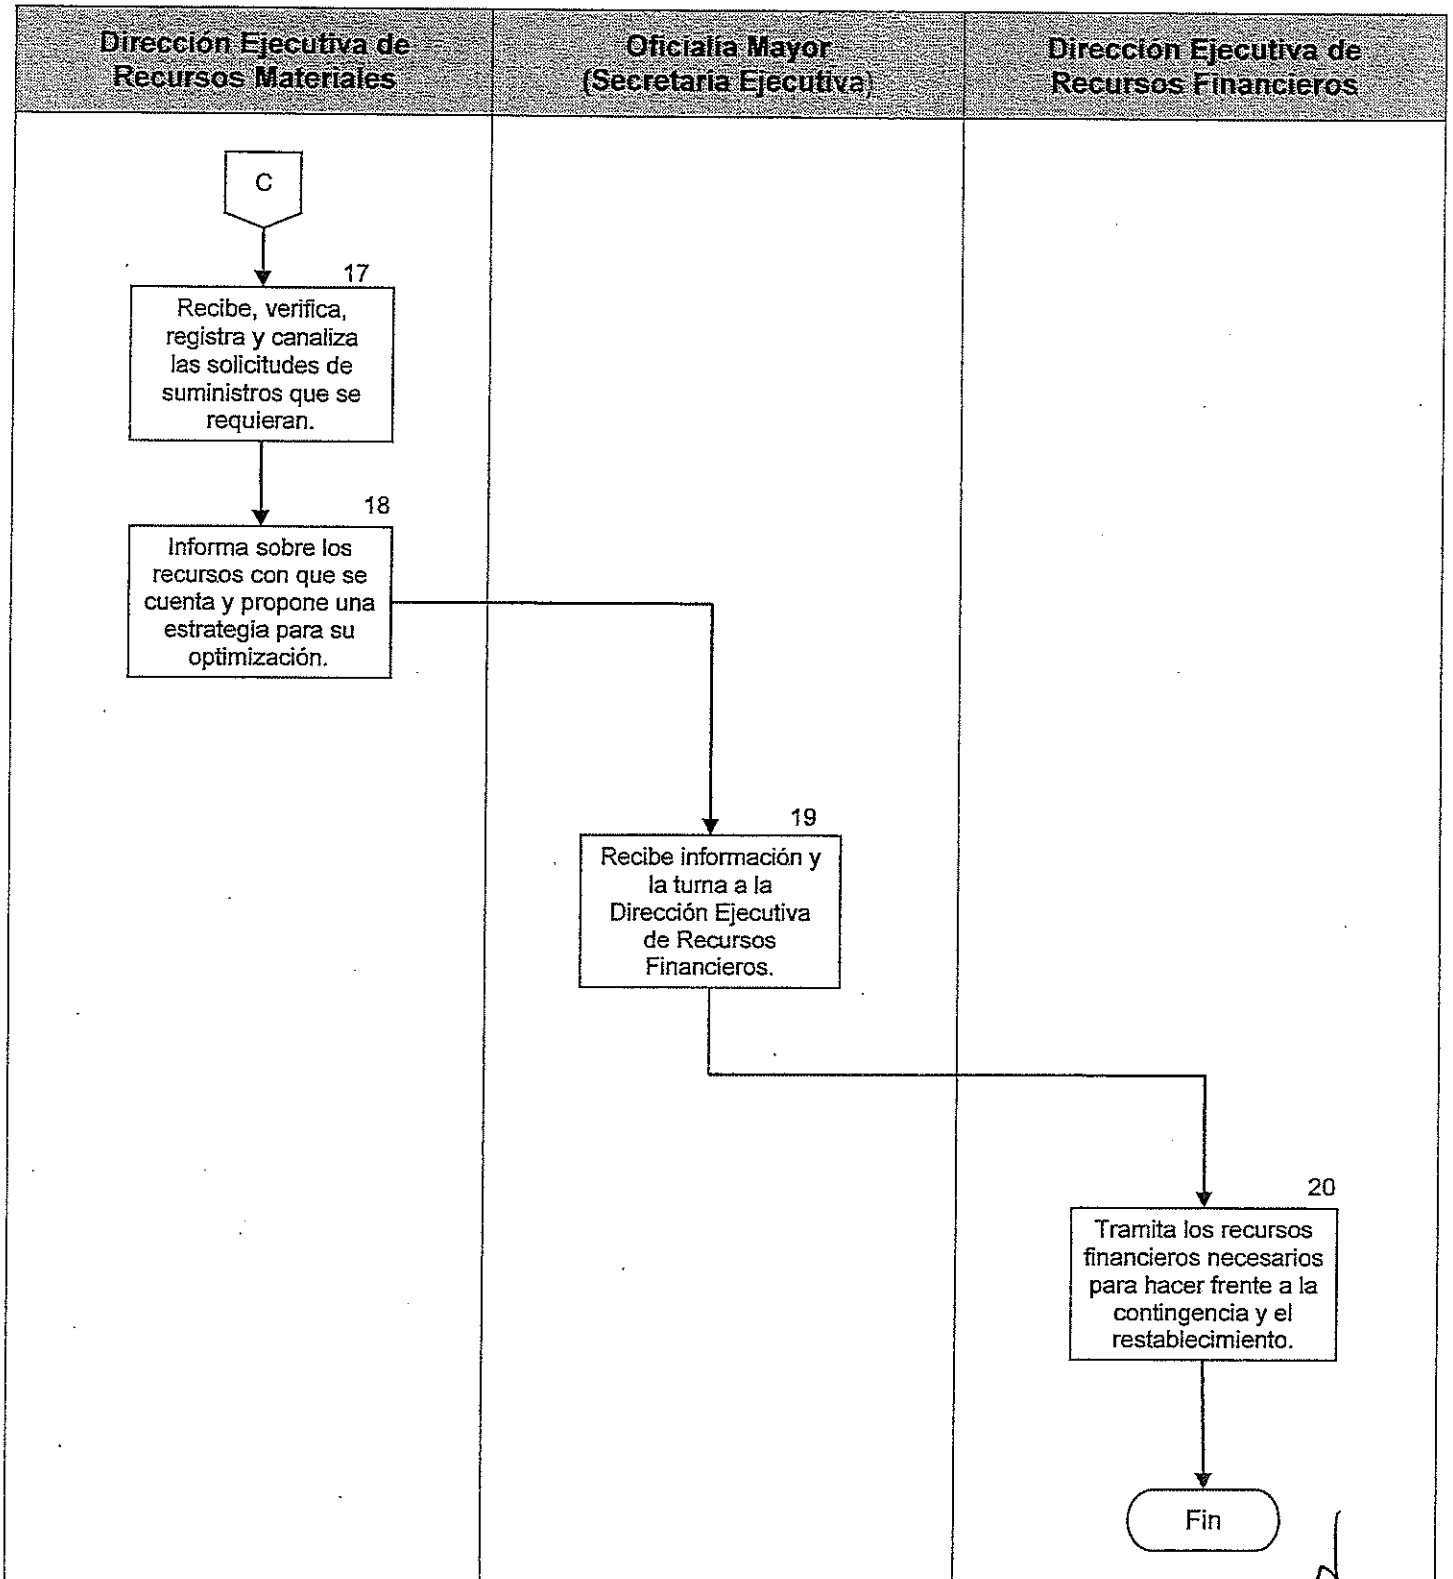 Dirección Ejecutiva de
Recursos Materiales
Oficialía Mayor
(Secretaria Ejecutiva)
Dirección Ejecutiva de
Recursos Financieros
C
17
Recibe, verifica,
registra y canaliza
las solicitudes de
suministros que se
requieran.
18
Informa sobre los
recursos con que se
cuenta y propone una
estrategia para su
optimización.
19
Recibe información y
la turna a la
Dirección Ejecutiva
de Recursos
Financieros.
20
Tramita los recursos
financieros necesarios
para hacer frente a la
contingencia y el
restablecimiento.
Fin